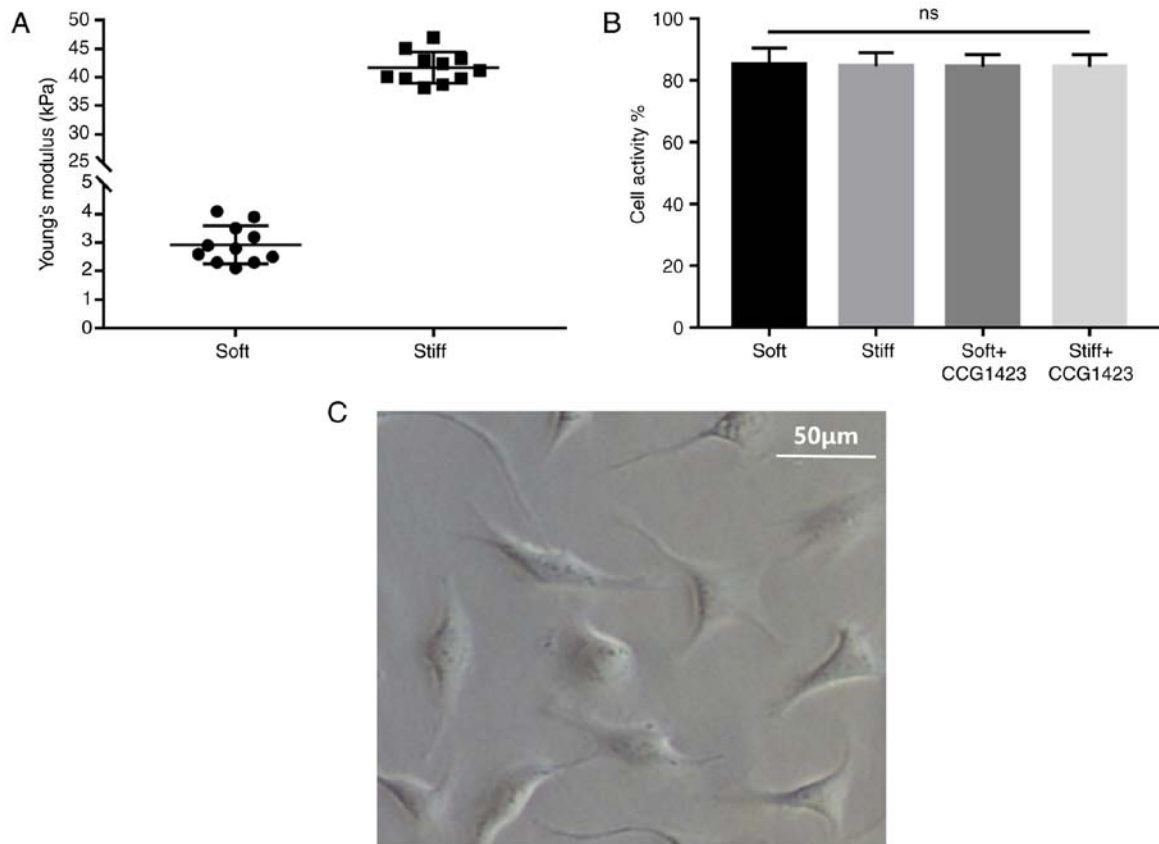 A
Young's modulus (kPa)
50
45
40
35
30
25
5
4
3
2
1
0
Soft
Stiff
B
Cell activity %
100
80
60
40
20
0
ns
Soft
Stiff
Soft+
CCG1423
Stiff+
CCG1423
C
50μm